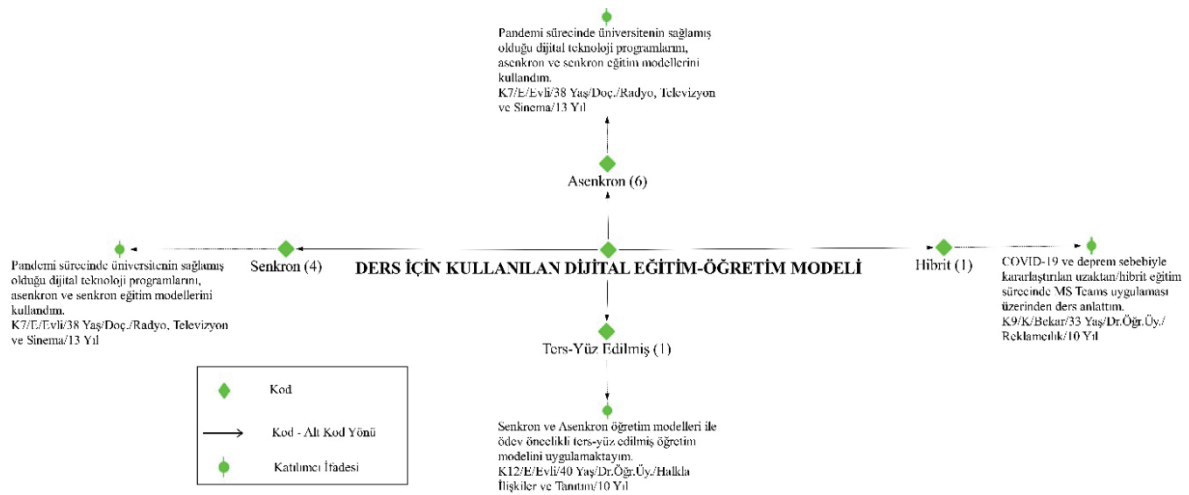 Pandemi sürecinde üniversitenin sağlamış
olduğu dijital teknoloji programlarını,
asenkron ve senkron eğitim modellerini
kullandım.
K7/E/Evli/38 Yaş/Doç./Radyo, Televizyon
ve Sinema/13 Yıl
Asenkron (6)
Pandemi sürecinde üniversitenin sağlamış
olduğu dijital teknoloji programlarını,
asenkron ve senkron eğitim modellerini
kullandım.
K7/E/Evli/38 Yaş/Doç./Radyo, Televizyon
ve Sinema/13 Yıl
Senkron (4)
DERS İÇİN KULLANILAN DİJİTAL EĞİTİM-ÖĞRETİM MODELİ
Hibrit (1)
COVID-19 ve deprem sebebiyle
kararlaştırılan uzaktan/hibrit eğitim
sürecinde MS Teams uygulaması
üzerinden ders anlattım.
K9/K/Bekar/33 Yaş/Dr.Öğr.Üy./
Reklamcılık/10 Yıl
Ters-Yüz Edilmiş (1)
Senkron ve Asenkron öğretim modelleri ile
ödev öncelikli ters-yüz edilmiş öğretim
modelini uygulamaktayım.
K12/E/Evli/40 Yaş/Dr.Öğr.Üy./Halkla
İlişkiler ve Tanıtım/10 Yıl
Kod
Kod - Alt Kod Yönü
Katılımcı İfadesi